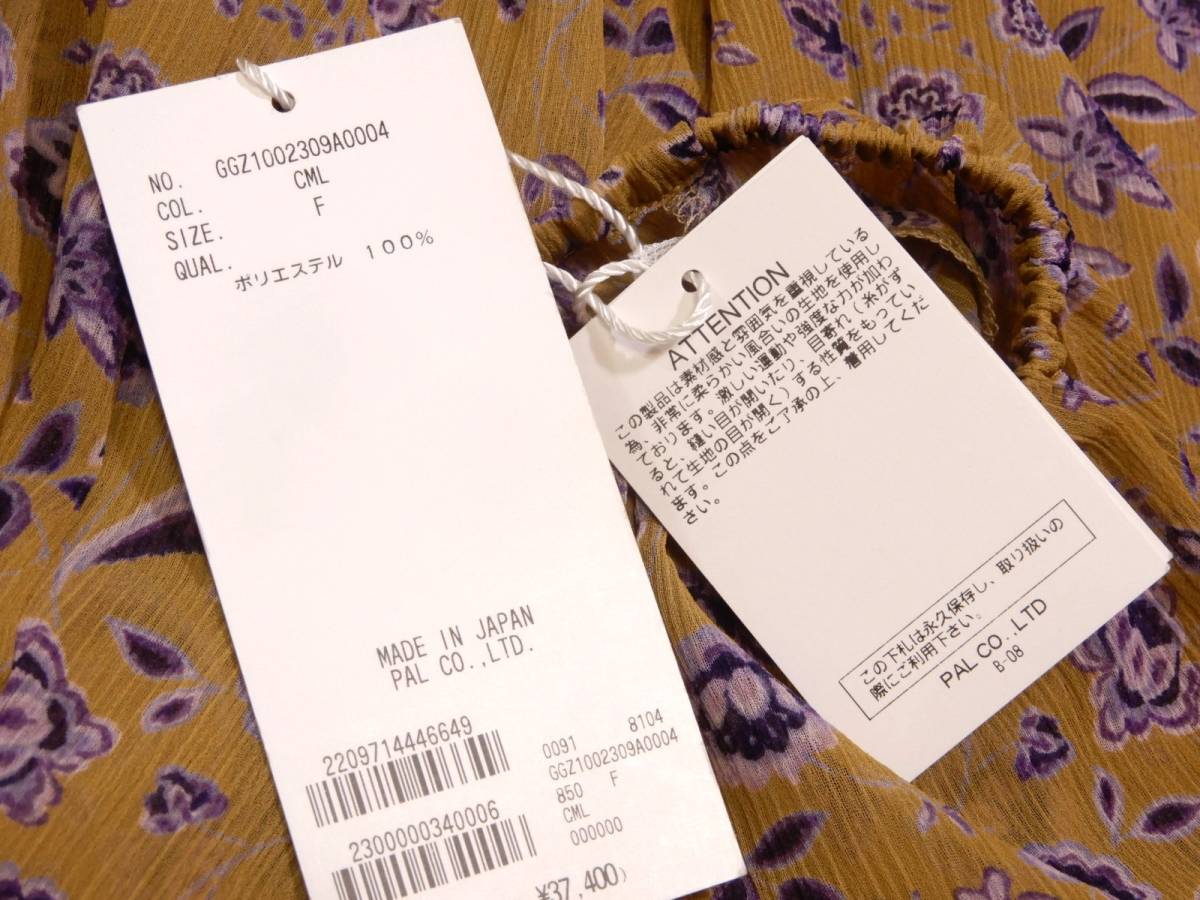 NO. GGZ1002309A0004
COL. CML
SIZE. F
QUAL.
ポリエステル 100%
MADE IN JAPAN
PAL CO.,LTD.
2209714446649
2300000340006
0091 8104
GGZ1002309A0004
850 F
CML
000000
¥37,400)
ATTENTION
この製品は素材感と雰囲気を重視している
為、非常に柔らかい風合いの生地を使用し
ております。激しい運動や強度な力が加わ
ると、縫い目が開いたり、目寄れ(糸がず
れて生地の目が開く)する性質をもってい
ます。この点をご了承の上、着用してくだ
さい。
この下札は永久保存し、取り扱いの
際にご利用下さい。
PAL CO.,LTD
B-08